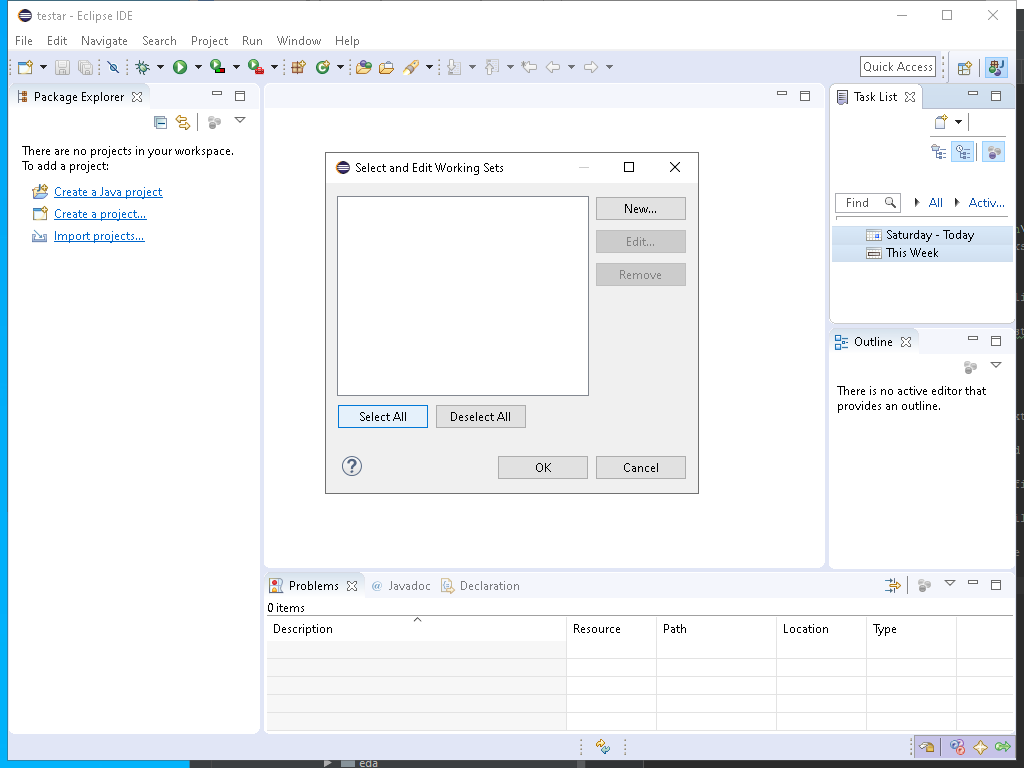 testar - Eclipse IDE
File Edit Navigate Search Project Run Window Help
Quick Access
Package Explorer
There are no projects in your workspace.
To add a project:
Create a Java project
Create a project...
Import projects...
Select and Edit Working Sets
New...
Edit...
Remove
Select All Deselect All
OK Cancel
Task List
Find All Activ...
Saturday - Today
This Week
Outline
There is no active editor that
provides an outline.
Problems @ Javadoc Declaration
0 items
Description Resource Path Location Type
eda